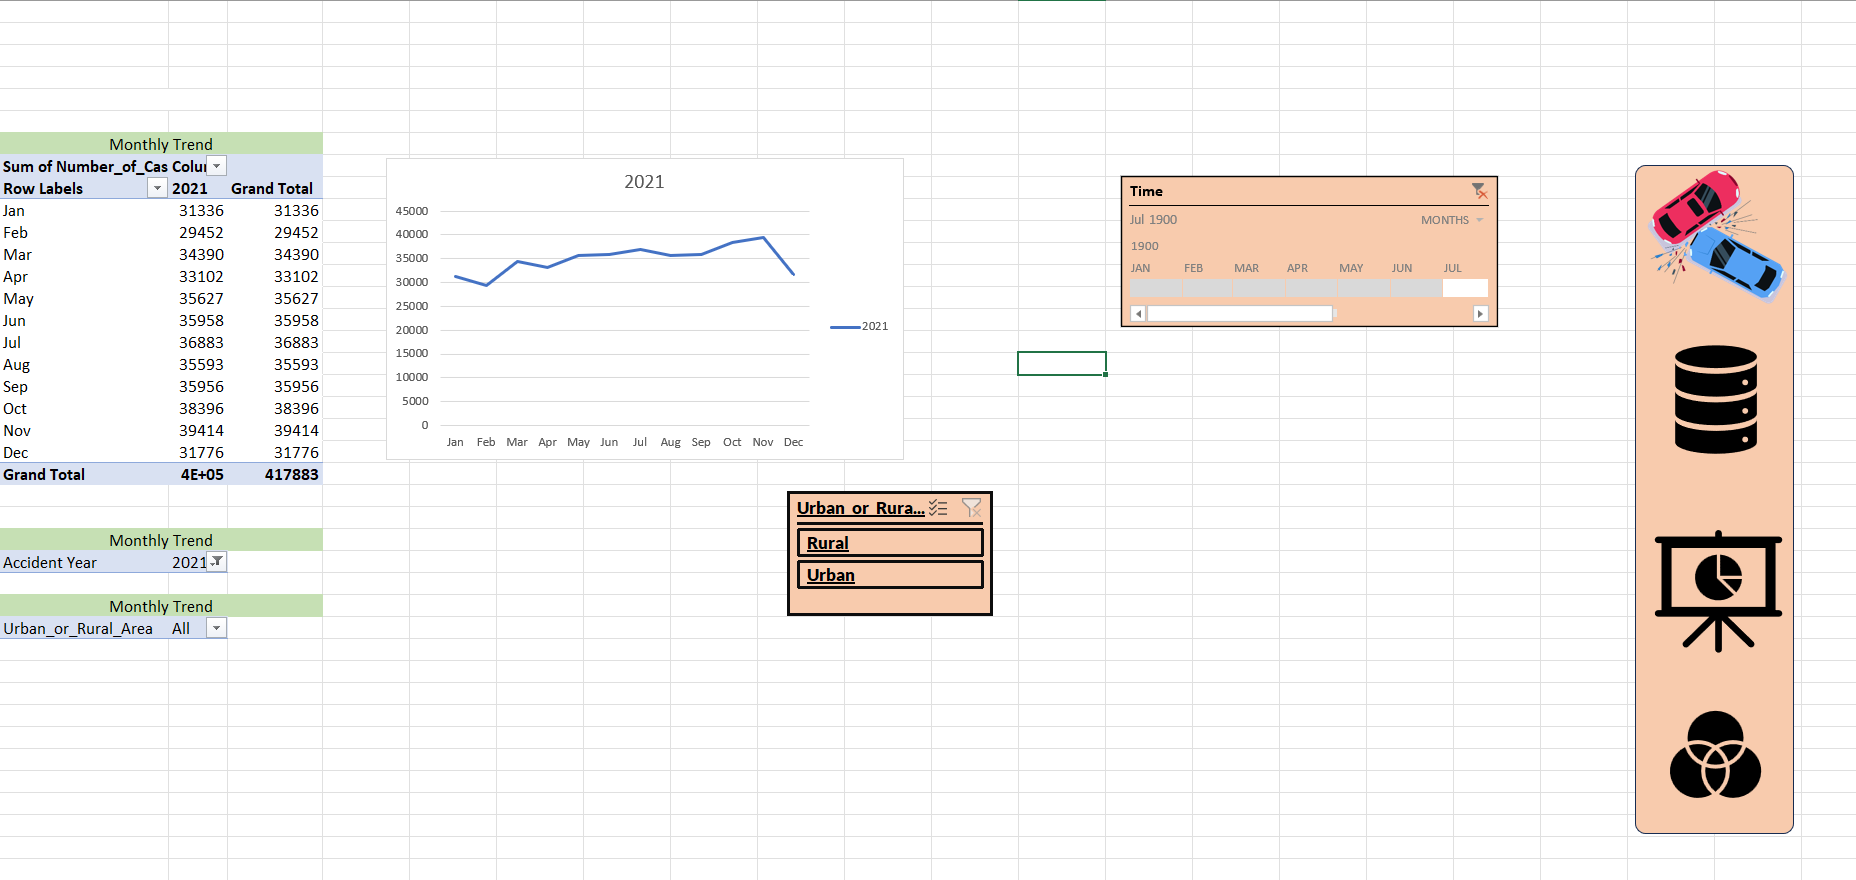 Monthly Trend
Sum of Number_of_Cas Colu
Row Labels 2021 Grand Total
Jan 31336 31336
Feb 29452 29452
Mar 34390 34390
Apr 33102 33102
May 35627 35627
Jun 35958 35958
Jul 36883 36883
Aug 35593 35593
Sep 35956 35956
Oct 38396 38396
Nov 39414 39414
Dec 31776 31776
Grand Total 4E+05 417883
Monthly Trend
Accident Year 2021
Monthly Trend
Urban_or_Rural_Area All
2021
45000
40000
35000
30000
25000
20000
15000
10000
5000
0
Jan Feb Mar Apr May Jun Jul Aug Sep Oct Nov Dec
2021
Urban or Rura...
Rural
Urban
Time
Jul 1900 MONTHS
1900
JAN FEB MAR APR MAY JUN JUL